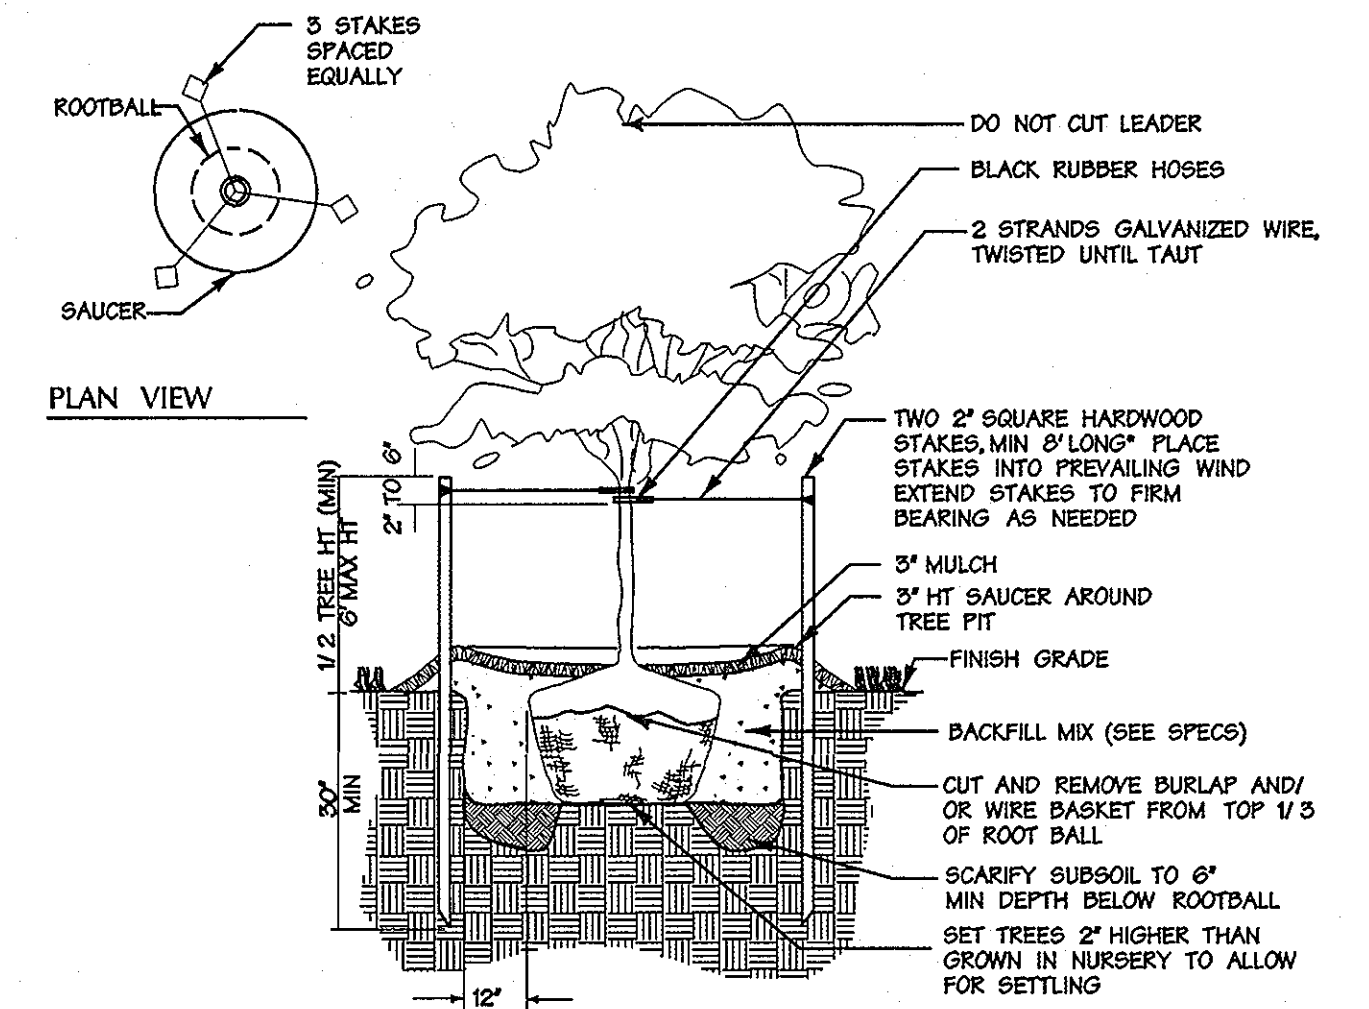 3 STAKES
SPACED
EQUALLY
ROOTBALL
SAUCER
PLAN VIEW
DO NOT CUT LEADER
BLACK RUBBER HOSES
2 STRANDS GALVANIZED WIRE,
TWISTED UNTIL TAUT
TWO 2" SQUARE HARDWOOD
STAKES, MIN 8' LONG" PLACE
STAKES INTO PREVAILING WIND
EXTEND STAKES TO FIRM
BEARING AS NEEDED
3" MULCH
3" HT SAUCER AROUND
TREE PIT
FINISH GRADE
BACKFILL MIX (SEE SPECS)
CUT AND REMOVE BURLAP AND/
OR WIRE BASKET FROM TOP 1/3
OF ROOT BALL
SCARIFY SUBSOIL TO 6"
MIN DEPTH BELOW ROOTBALL
SET TREES 2" HIGHER THAN
GROWN IN NURSERY TO ALLOW
FOR SETTLING
1/2 TREE HT (MIN)
6' MAX HT
2" TO 6"
30"
MIN
12"